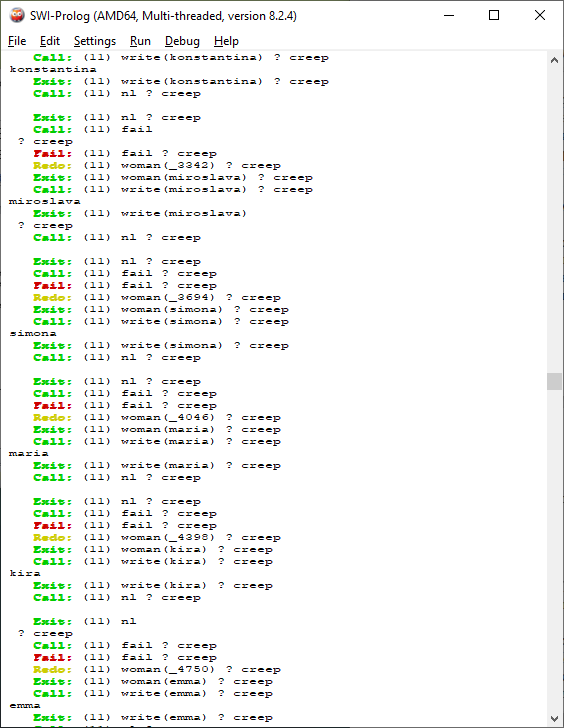 SWI-Prolog (AMD64, Multi-threaded, version 8.2.4)
File Edit Settings Run Debug Help
Call: (11) write(konstantina) ? creep
konstantina
Exit: (11) write(konstantina) ? creep
Call: (11) nl ? creep
Exit: (11) nl ? creep
Call: (11) fail
? creep
Fail: (11) fail ? creep
Redo: (11) woman(_3342) ? creep
Exit: (11) woman(miroslava) ? creep
Call: (11) write(miroslava) ? creep
miroslava
Exit: (11) write(miroslava)
? creep
Call: (11) nl ? creep
Exit: (11) nl ? creep
Call: (11) fail ? creep
Fail: (11) fail ? creep
Redo: (11) woman(_3694) ? creep
Exit: (11) woman(simona) ? creep
Call: (11) write(simona) ? creep
simona
Exit: (11) write(simona) ? creep
Call: (11) nl ? creep
Exit: (11) nl ? creep
Call: (11) fail ? creep
Fail: (11) fail ? creep
Redo: (11) woman(_4046) ? creep
Exit: (11) woman(maria) ? creep
Call: (11) write(maria) ? creep
maria
Exit: (11) write(maria) ? creep
Call: (11) nl ? creep
Exit: (11) nl ? creep
Call: (11) fail ? creep
Fail: (11) fail ? creep
Redo: (11) woman(_4398) ? creep
Exit: (11) woman(kira) ? creep
Call: (11) write(kira) ? creep
kira
Exit: (11) write(kira) ? creep
Call: (11) nl ? creep
Exit: (11) nl
? creep
Call: (11) fail ? creep
Fail: (11) fail ? creep
Redo: (11) woman(_4750) ? creep
Exit: (11) woman(emma) ? creep
Call: (11) write(emma) ? creep
emma
Exit: (11) write(emma) ? creep